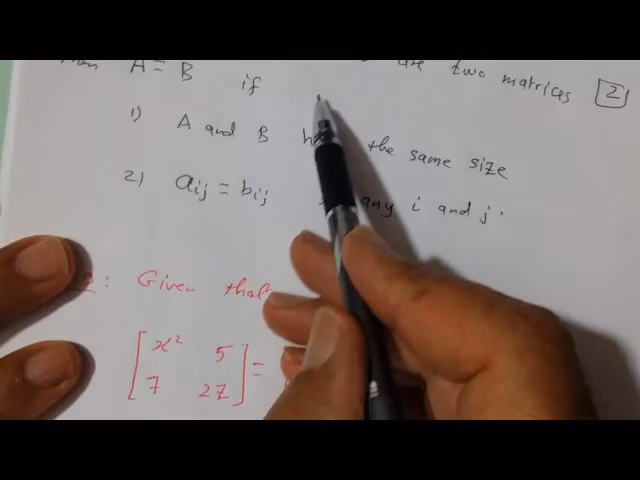 A = B if are two matrices 2
1) A and B the same size
2) aij = bij any i and j.
: Given that
[ x² 5
7 27 ] =